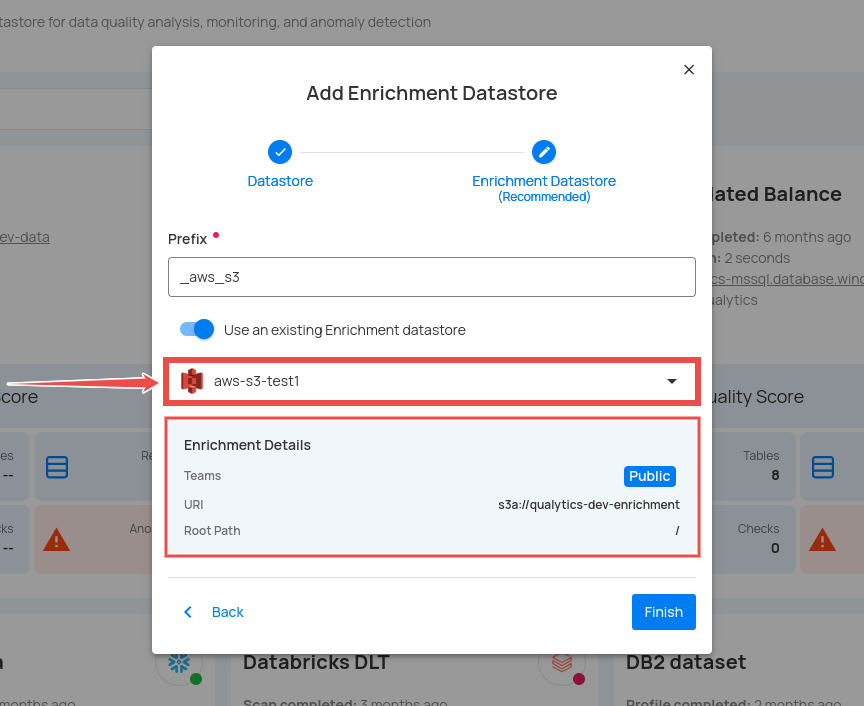 tastore for data quality analysis, monitoring, and anomaly detection
Add Enrichment Datastore
Datastore
Enrichment Datastore
(Recommended)
lated Balance
ev-data
pleted: 6 months ago
n: 2 seconds
cs-mssql.database.wind
alytics
Prefix
_aws_s3
Use an existing Enrichment datastore
aws-s3-test1
core
uality Score
Enrichment Details
Teams
Public
URI
s3a://qualytics-dev-enrichment
Root Path
/
es
--
Re
Tables
8
ks
--
Ano
Checks
0
Back
Finish
a
Databricks DLT
DB2 dataset
months ago
Scan completed: 3 months ago
Profile completed: 2 months ago